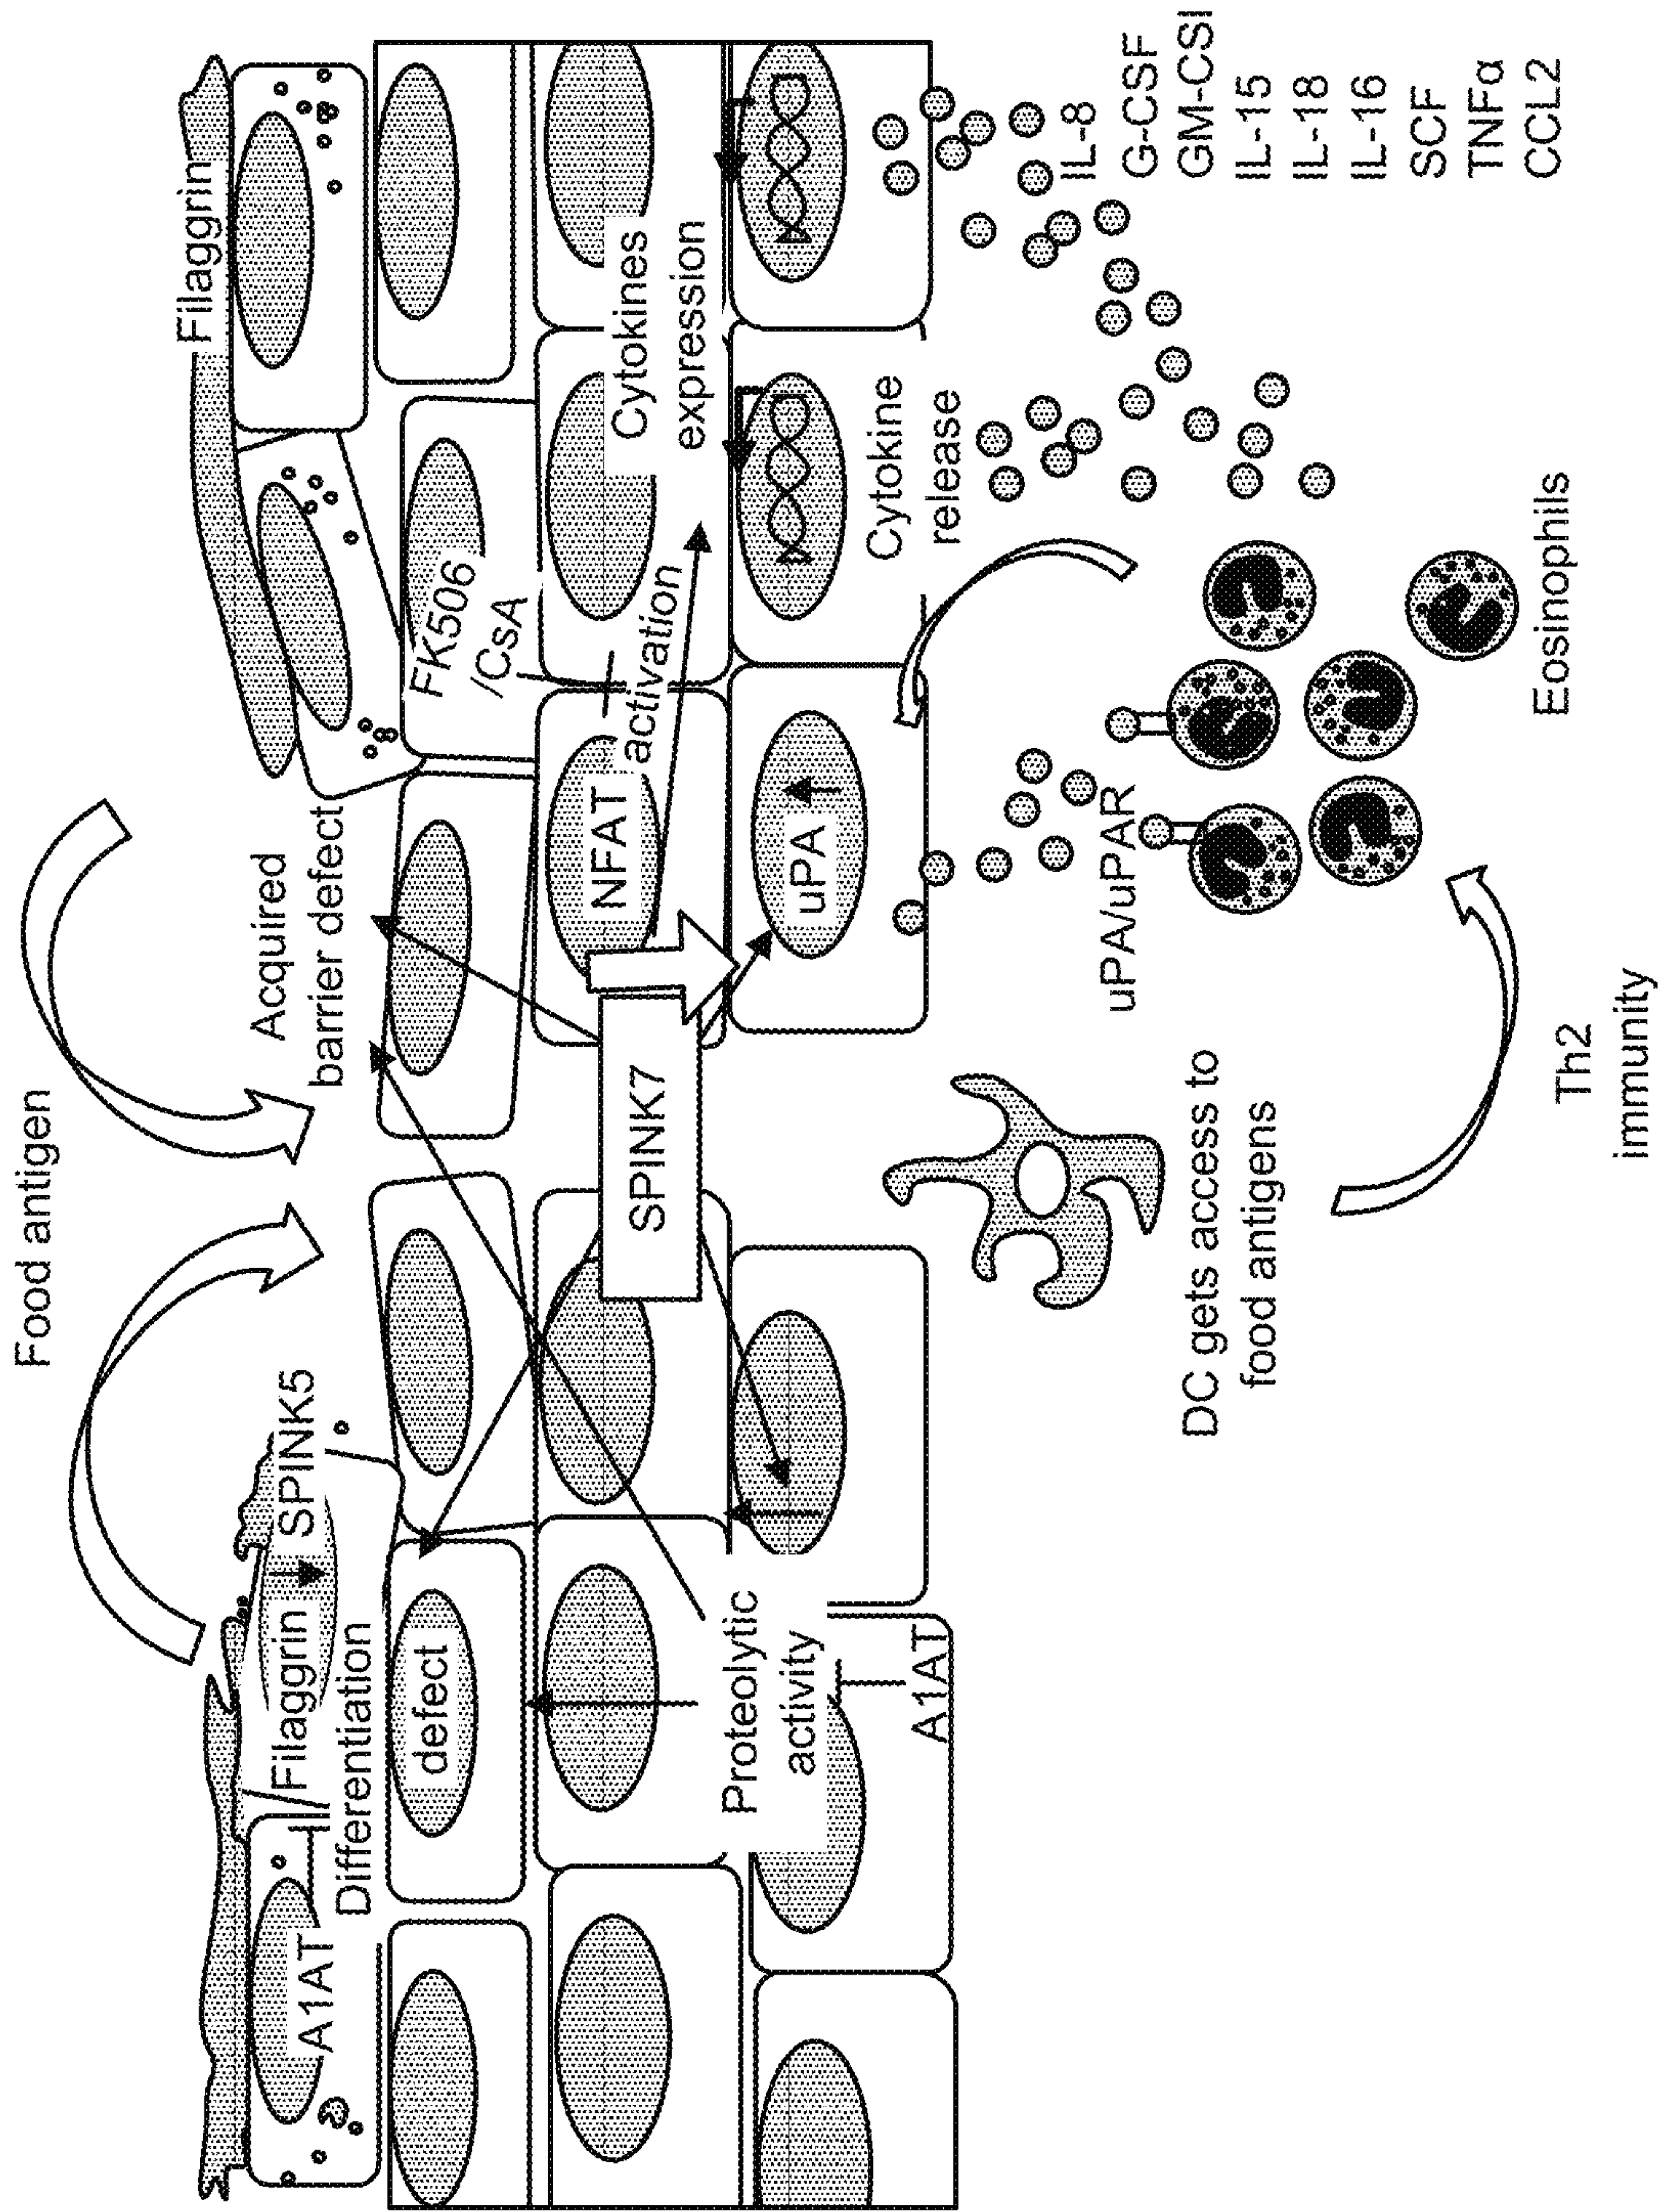 Food antigen
Filaggrin
Acquired
barrier defect
Filaggrin
SPINK5
A1AT
Differentiation
defect
FK506
/CsA
NFAT
activation
Cytokines
expression
SPINK7
Proteolytic
activity
uPA
A1AT
Cytokine
release
uPA/uPAR
DC gets access to
food antigens
IL-8
G-CSF
GM-CSI
IL-15
IL-18
IL-16
SCF
TNFα
CCL2
Eosinophils
Th2
immunity